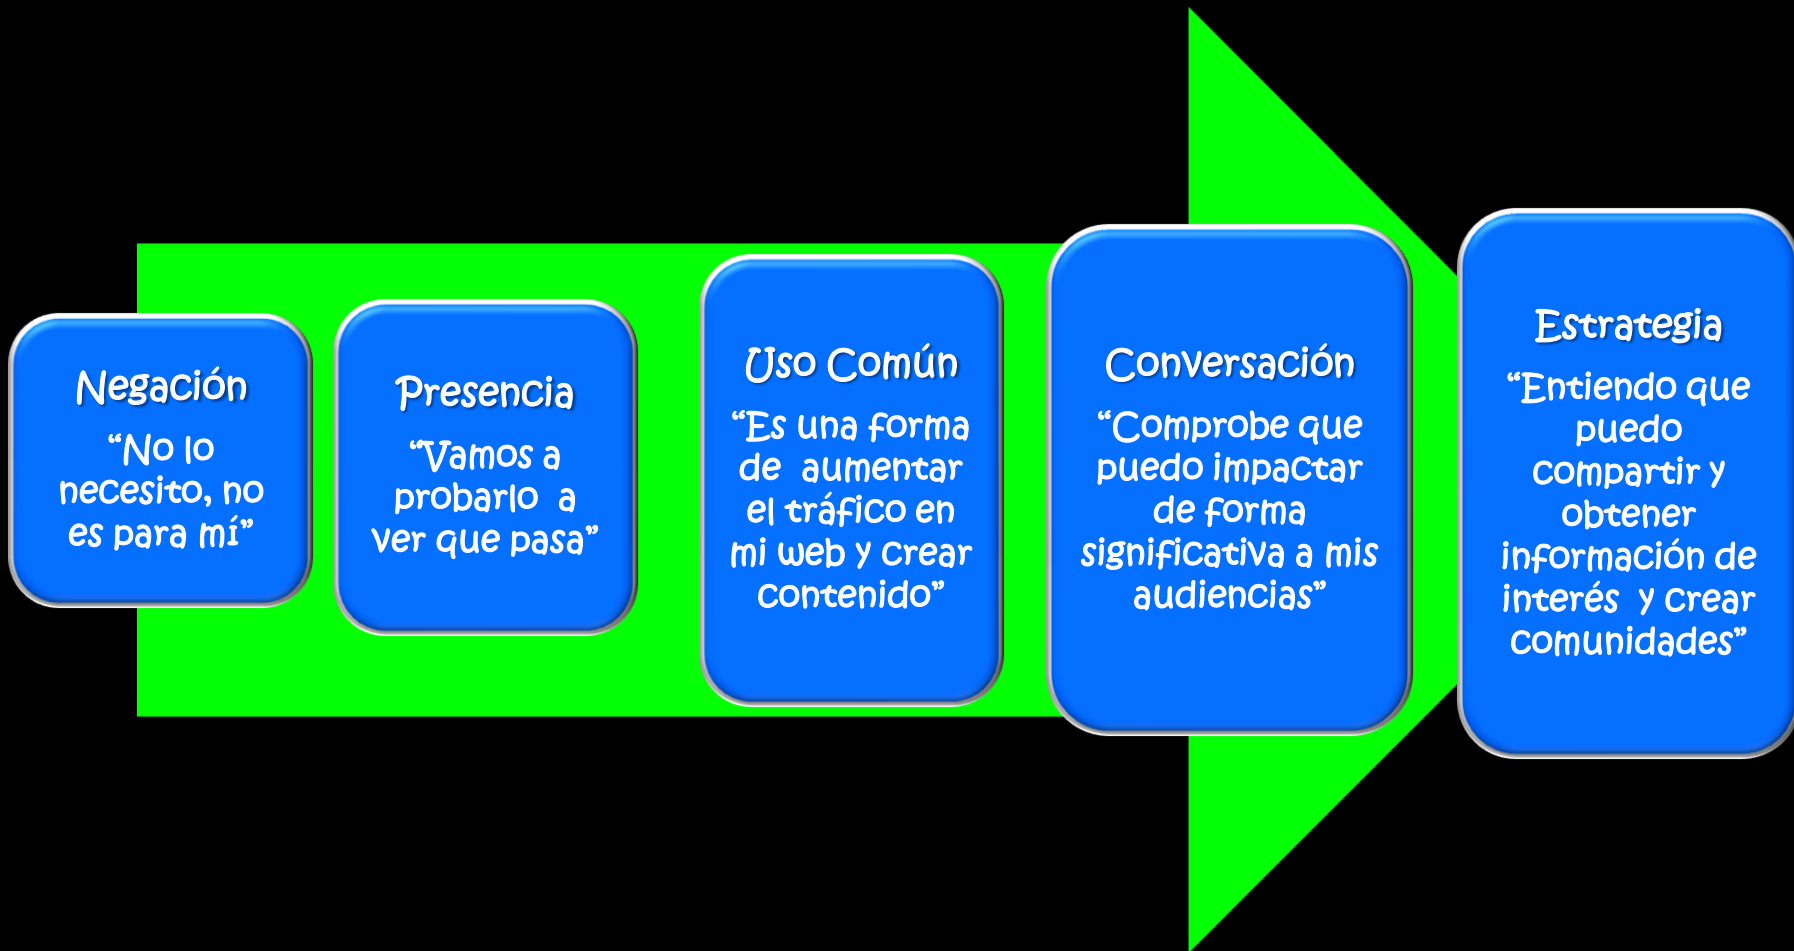 Negación
“No lo
necesito, no
es para mí”
Presencia
“Vamos a
probarlo a
ver que pasa”
Uso Común
“Es una forma
de aumentar
el tráfico en
mi web y crear
contenido”
Conversación
“Comprobe que
puedo impactar
de forma
significativa a mis
audiencias”
Estrategia
“Entiendo que
puedo
compartir y
obtener
información de
interés y crear
comunidades”